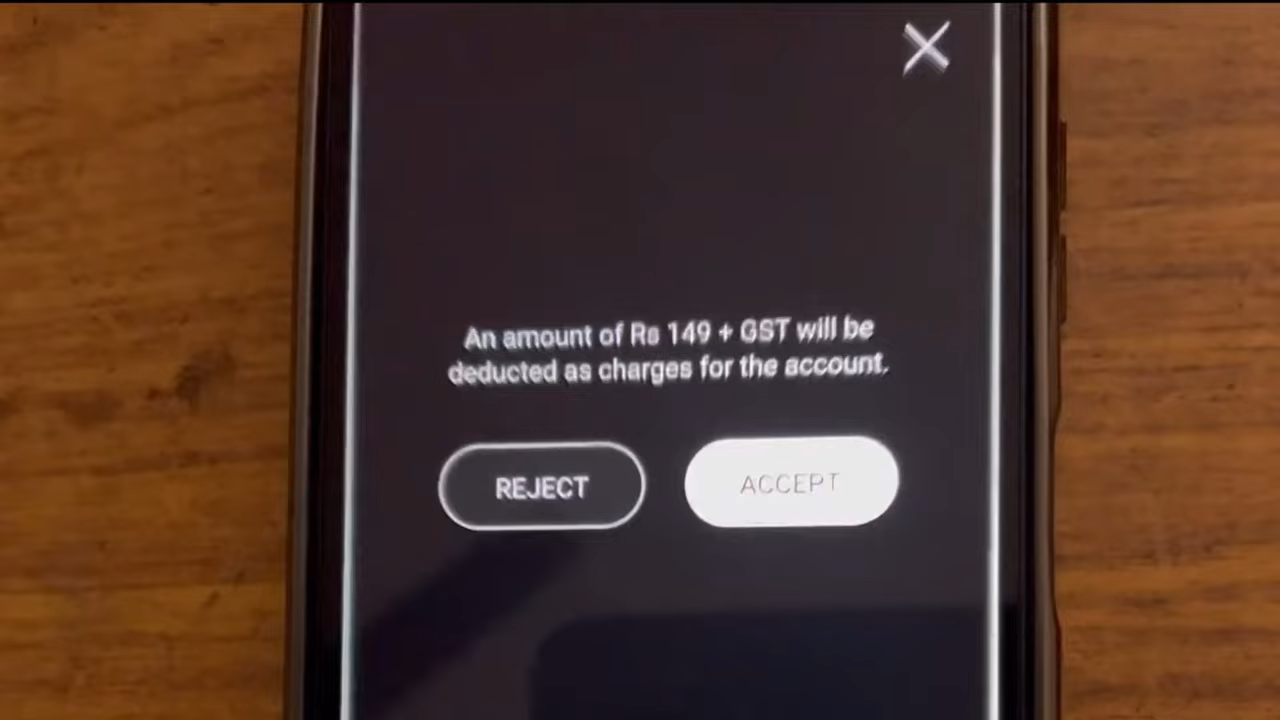 An amount of Rs 149 + GST will be
deducted as charges for the account.
REJECT
ACCEPT